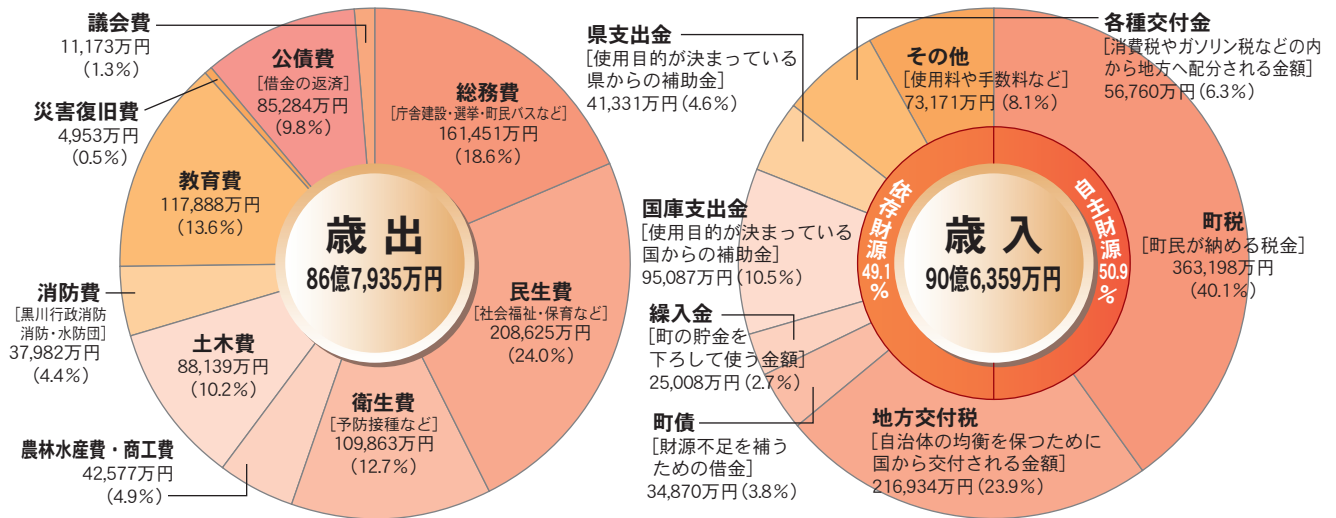 議会費
11,173万円
(1.3%)
公債費
[借金の返済]
85,284万円
(9.8%)
災害復旧費
4,953万円
(0.5%)
総務費
[庁舎建設・選挙・町民バスなど]
161,451万円
(18.6%)
教育費
117,888万円
(13.6%)
歳出
86億7,935万円
民生費
[社会福祉・保育など]
208,625万円
(24.0%)
消防費
[黒川行政消防
消防・水防団]
37,982万円
(4.4%)
土木費
88,139万円
(10.2%)
衛生費
[予防接種など]
109,863万円
(12.7%)
農林水産費・商工費
42,577万円
(4.9%)
県支出金
[使用目的が決まっている
県からの補助金]
41,331万円(4.6%)
その他
[使用料や手数料など]
73,171万円(8.1%)
各種交付金
[消費税やガソリン税などの内
から地方へ配分される金額]
56,760万円(6.3%)
国庫支出金
[使用目的が決まっている
国からの補助金]
95,087万円(10.5%)
依存財源49.1%
歳入
90億6,359万円
自主財源50.9%
町税
[町民が納める税金]
363,198万円
(40.1%)
繰入金
[町の貯金を
下ろして使う金額]
25,008万円(2.7%)
町債
[財源不足を補う
ための借金]
34,870万円(3.8%)
地方交付税
[自治体の均衡を保つために
国から交付される金額]
216,934万円(23.9%)